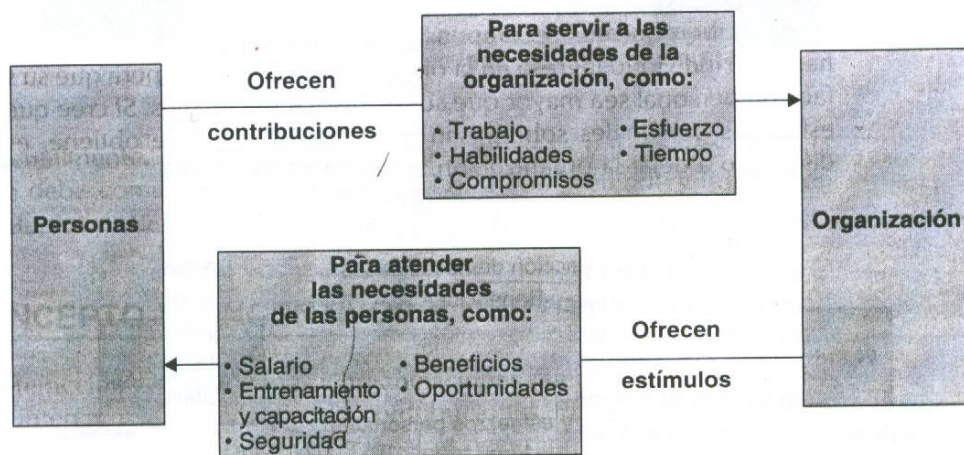 Para servir a las
necesidades de la
organización, como:
• Trabajo
• Esfuerzo
• Habilidades
• Tiempo
• Compromisos
Ofrecen
contribuciones
Personas
Organización
Para atender
las necesidades
de las personas, como:
• Salario
• Beneficios
• Entrenamiento
y capacitación
• Oportunidades
• Seguridad
Ofrecen
estímulos